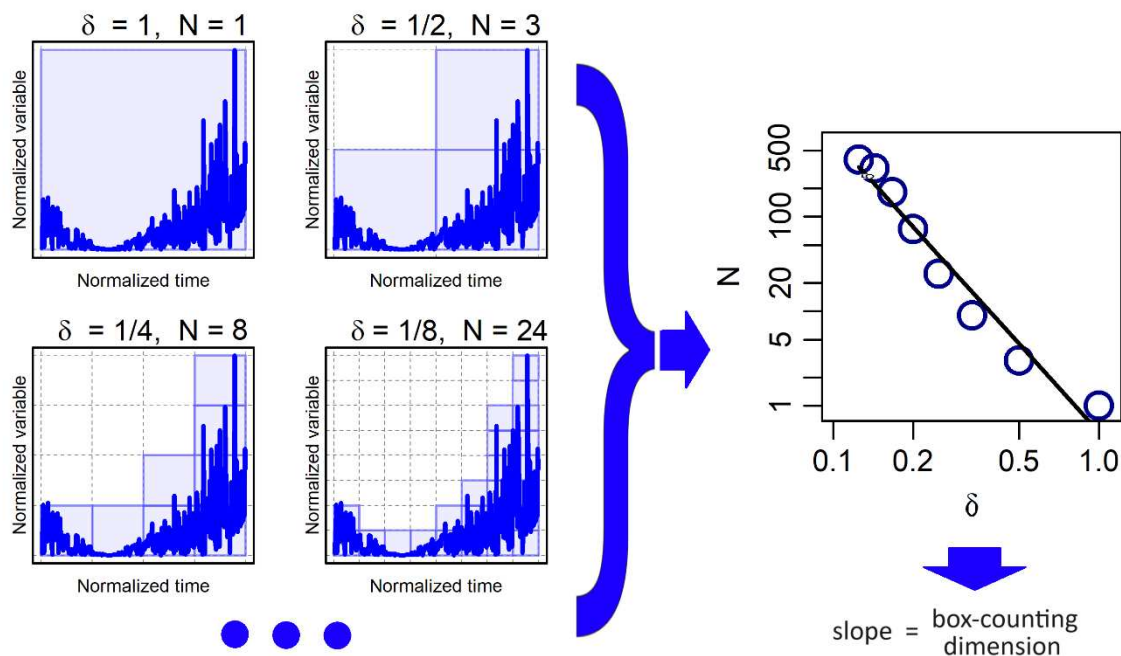 δ = 1, N = 1
Normalized variable
Normalized time
δ = 1/2, N = 3
Normalized variable
Normalized time
δ = 1/4, N = 8
Normalized variable
Normalized time
δ = 1/8, N = 24
Normalized variable
Normalized time
N
500
100
20
5
1
0.1 0.2 0.5 1.0
δ
slope = box-counting
dimension